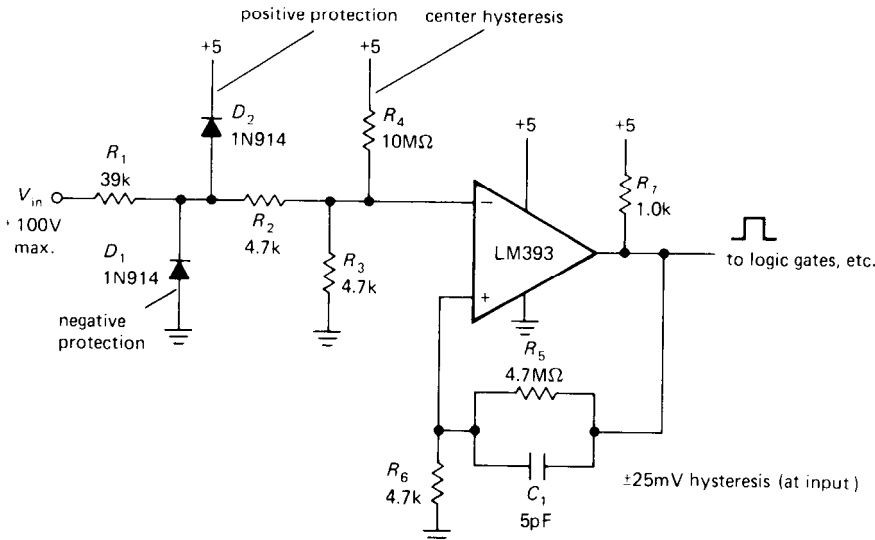 positive protection
center hysteresis
+5
+5
D2
1N914
R4
10MΩ
+5
+5
R1
39k
Vin
100V
max.
R2
4.7k
−
R7
1.0k
LM393
to logic gates, etc.
D1
1N914
R3
4.7k
+
negative
protection
R5
4.7MΩ
R6
4.7k
C1
5pF
±25mV hysteresis (at input)